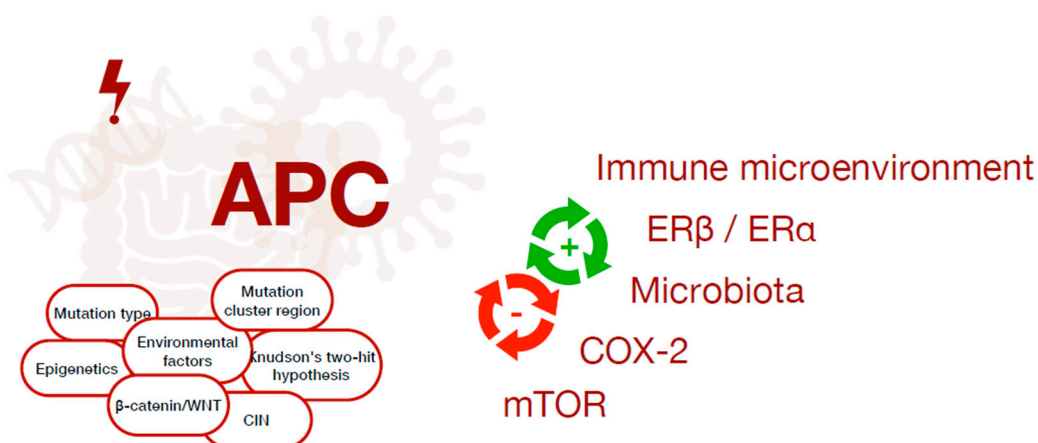 APC
Mutation type
Mutation
cluster region
Environmental
factors
Epigenetics
Knudson's two-hit
hypothesis
β-catenin/WNT
CIN
+
-
Immune microenvironment
ERβ / ERα
Microbiota
COX-2
mTOR